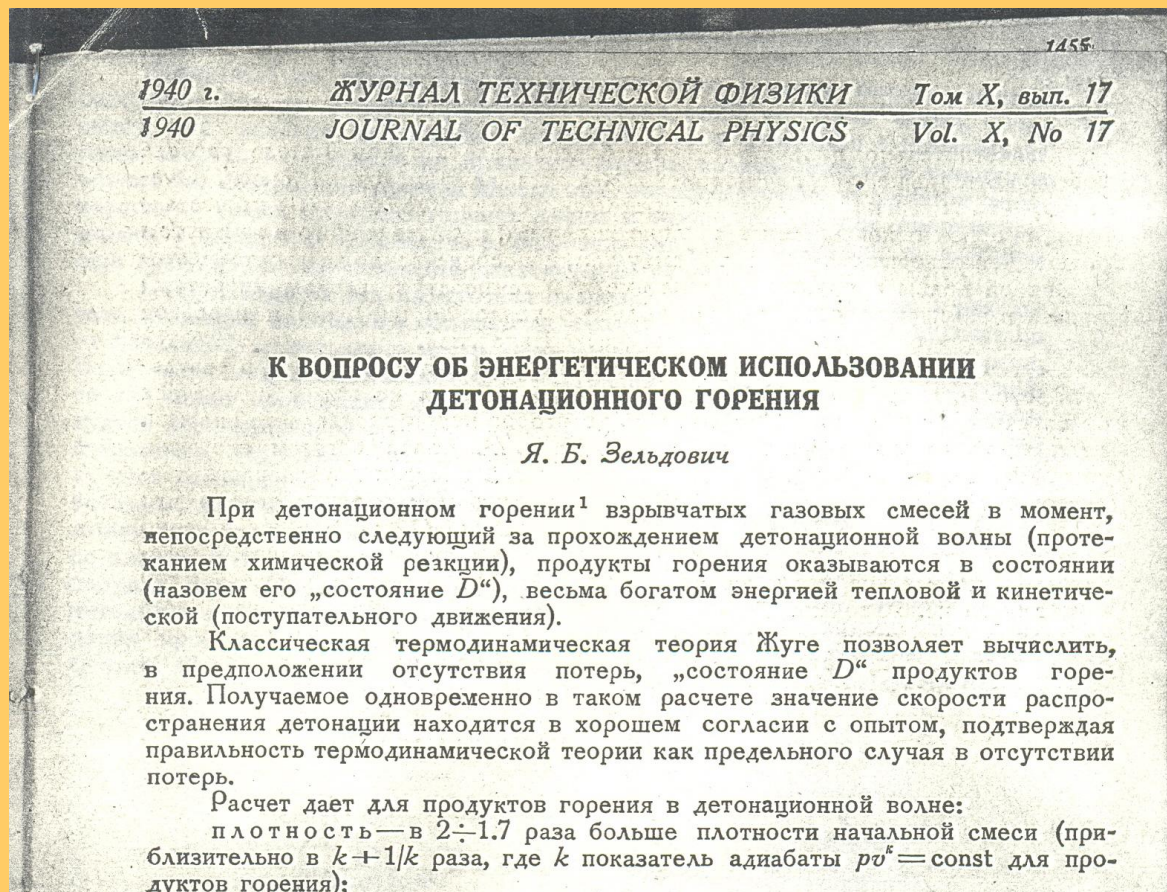 1455
1940 г. ЖУРНАЛ ТЕХНИЧЕСКОЙ ФИЗИКИ Том X, вып. 17
1940 JOURNAL OF TECHNICAL PHYSICS Vol. X, No 17
К ВОПРОСУ ОБ ЭНЕРГЕТИЧЕСКОМ ИСПОЛЬЗОВАНИИ
ДЕТОНАЦИОННОГО ГОРЕНИЯ
Я. Б. Зельдович
При детонационном горении¹ взрывчатых газовых смесей в момент,
непосредственно следующий за прохождением детонационной волны (проте-
канием химической реакции), продукты горения оказываются в состоянии
(назовем его „состояние D“), весьма богатом энергией тепловой и кинетиче-
ской (поступательного движения).
Классическая термодинамическая теория Жуге позволяет вычислить,
в предположении отсутствия потерь, „состояние D“ продуктов горе-
ния. Получаемое одновременно в таком расчете значение скорости распро-
странения детонации находится в хорошем согласии с опытом, подтверждая
правильность термодинамической теории как предельного случая в отсутствии
потерь.
Расчет дает для продуктов горения в детонационной волне:
плотность — в 2÷1.7 раза больше плотности начальной смеси (при-
близительно в k+1/k раза, где k показатель адиабаты pvᵏ = const для про-
дуктов горения);